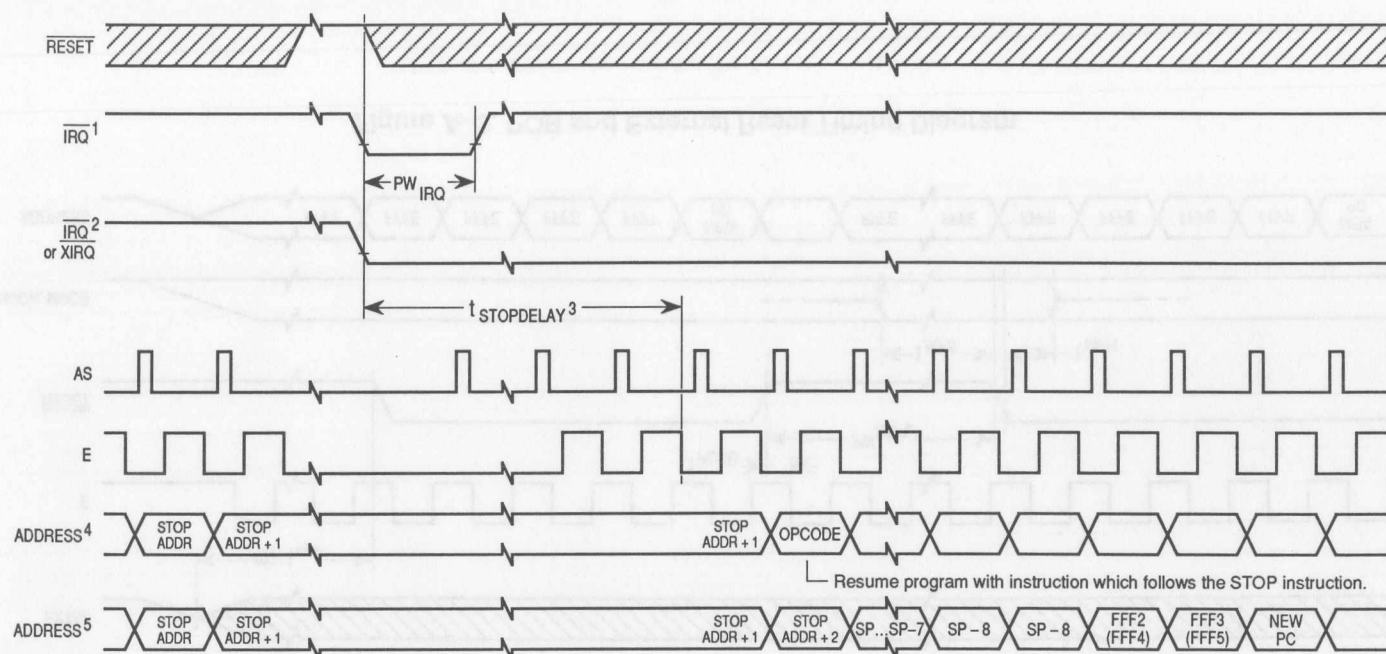 RESET
IRQ 1
PW IRQ
IRQ 2
or XIRQ
t STOPDELAY 3
AS
E
ADDRESS 4
STOP ADDR
STOP ADDR + 1
STOP ADDR + 1
OPCODE
Resume program with instruction which follows the STOP instruction.
ADDRESS 5
STOP ADDR
STOP ADDR + 1
STOP ADDR + 1
STOP ADDR + 2
SP...SP – 7
SP – 8
SP – 8
FFF2 (FFF4)
FFF3 (FFF5)
NEW PC